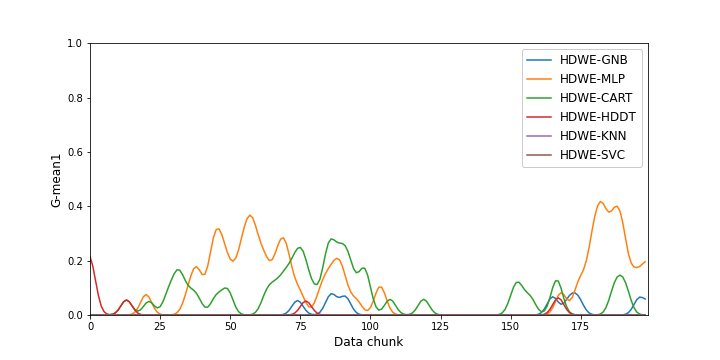 1.0
0.8
0.6
0.4
0.2
0.0
G-mean1
0
25
50
75
100
125
150
175
Data chunk
HDWE-GNB
HDWE-MLP
HDWE-CART
HDWE-HDDT
HDWE-KNN
HDWE-SVC